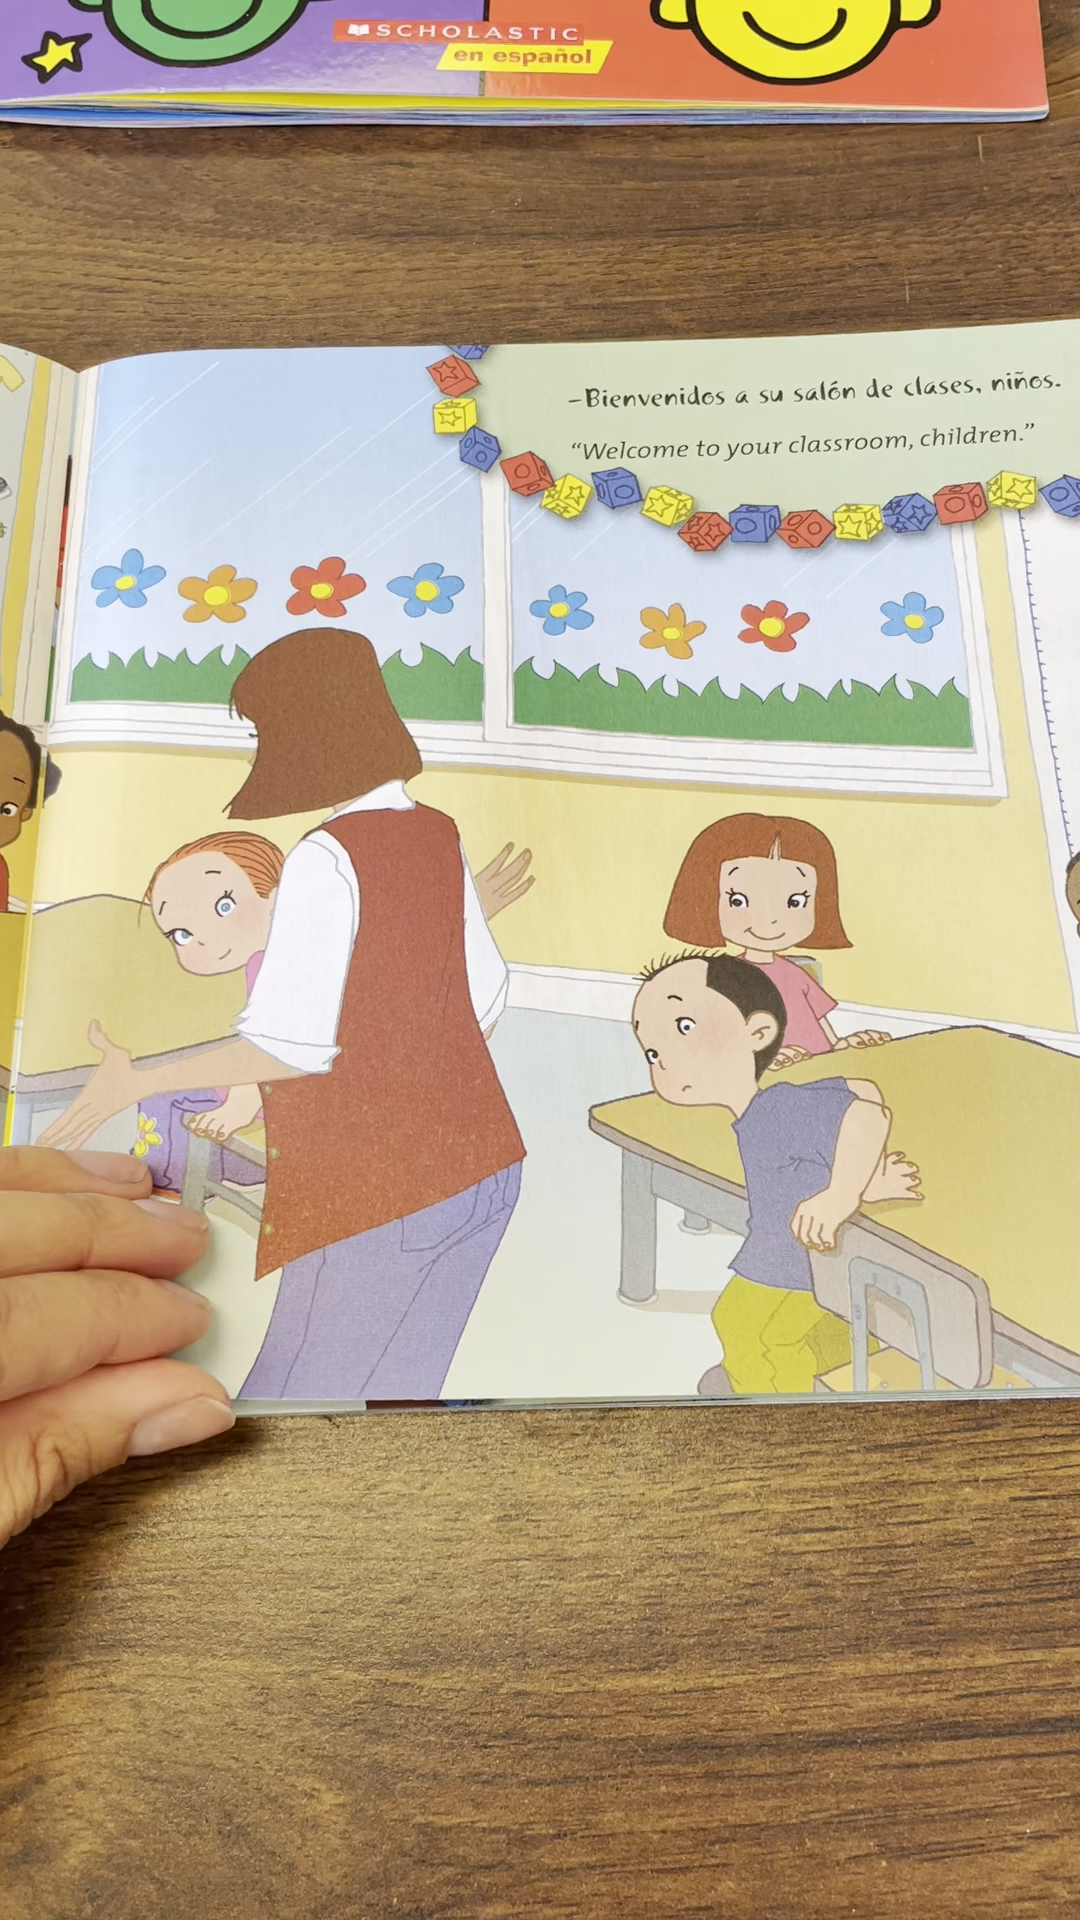 SCHOLASTIC
en español
–Bienvenidos a su salón de clases, niños.
“Welcome to your classroom, children.”